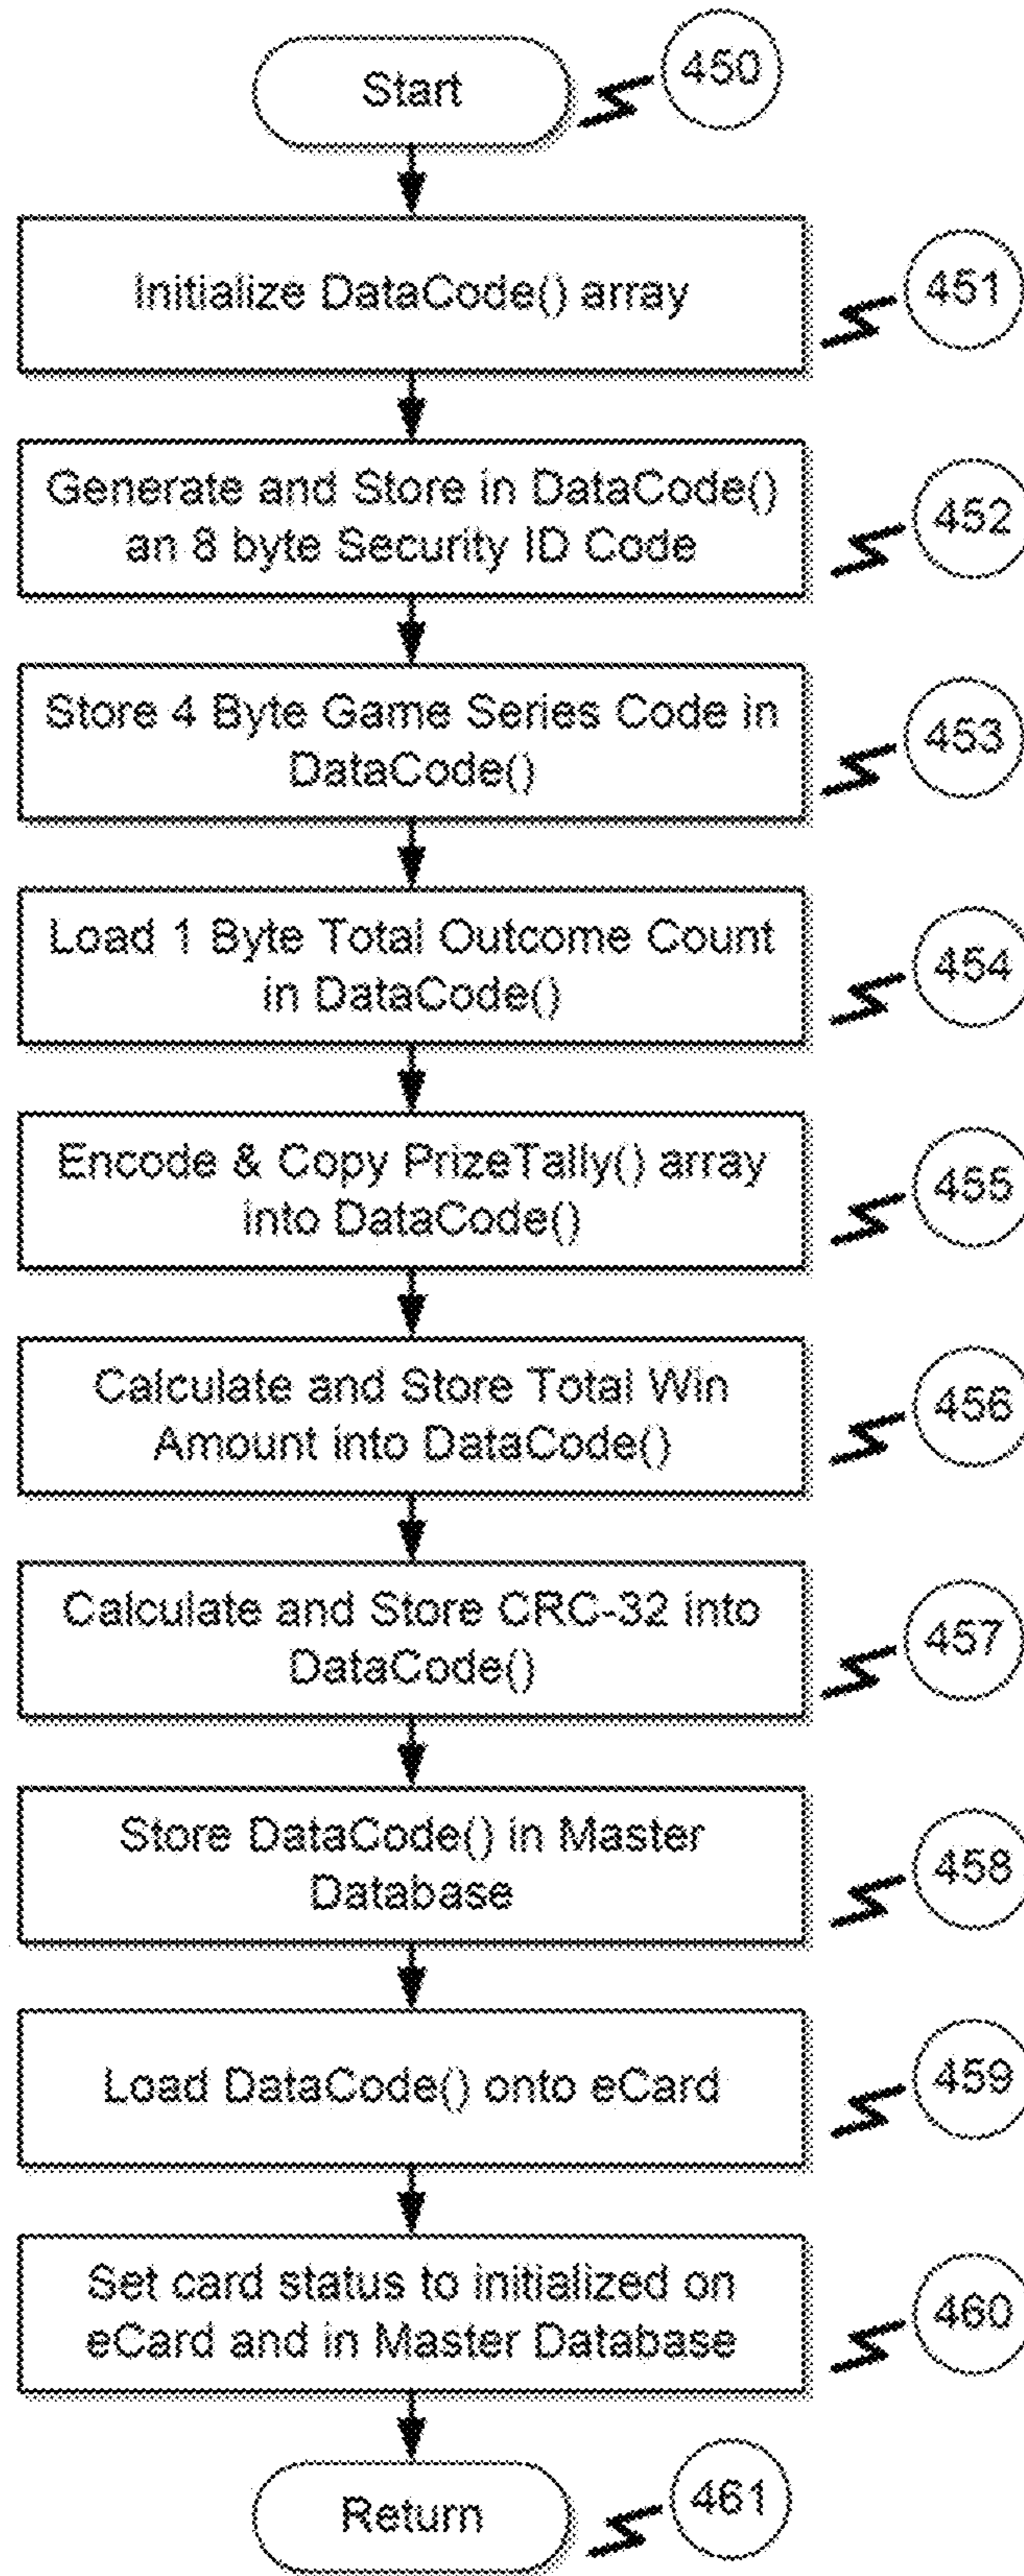 Start
450
Initialize DataCode() array
451
Generate and Store in DataCode()
an 8 byte Security ID Code
452
Store 4 Byte Game Series Code in
DataCode()
453
Load 1 Byte Total Outcome Count
in DataCode()
454
Encode & Copy PrizeTally() array
into DataCode()
455
Calculate and Store Total Win
Amount into DataCode()
456
Calculate and Store CRC-32 into
DataCode()
457
Store DataCode() in Master
Database
458
Load DataCode() onto eCard
459
Set card status to initialized on
eCard and in Master Database
460
Return
461